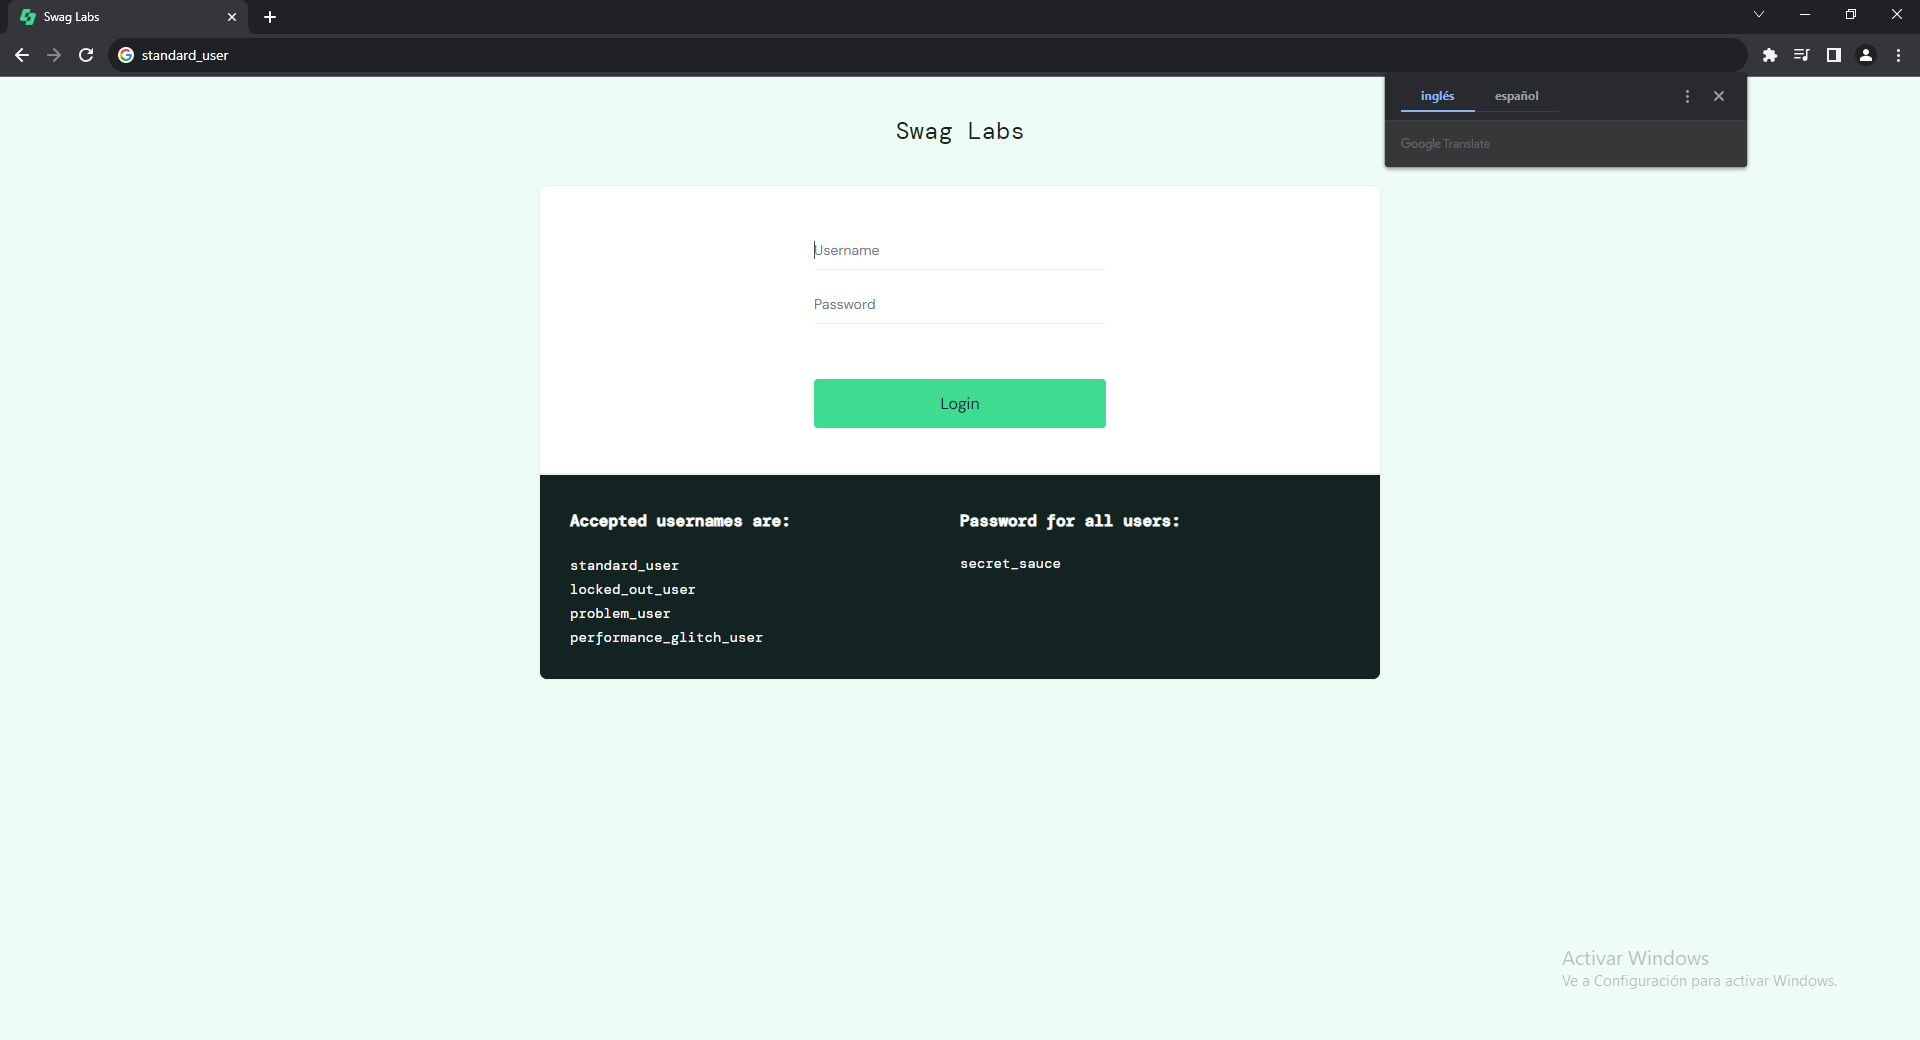 Swag Labs
standard_user
inglés español
Google Translate
Swag Labs
Username
Password
Login
Accepted usernames are:
standard_user
locked_out_user
problem_user
performance_glitch_user
Password for all users:
secret_sauce
Activar Windows
Ve a Configuración para activar Windows.